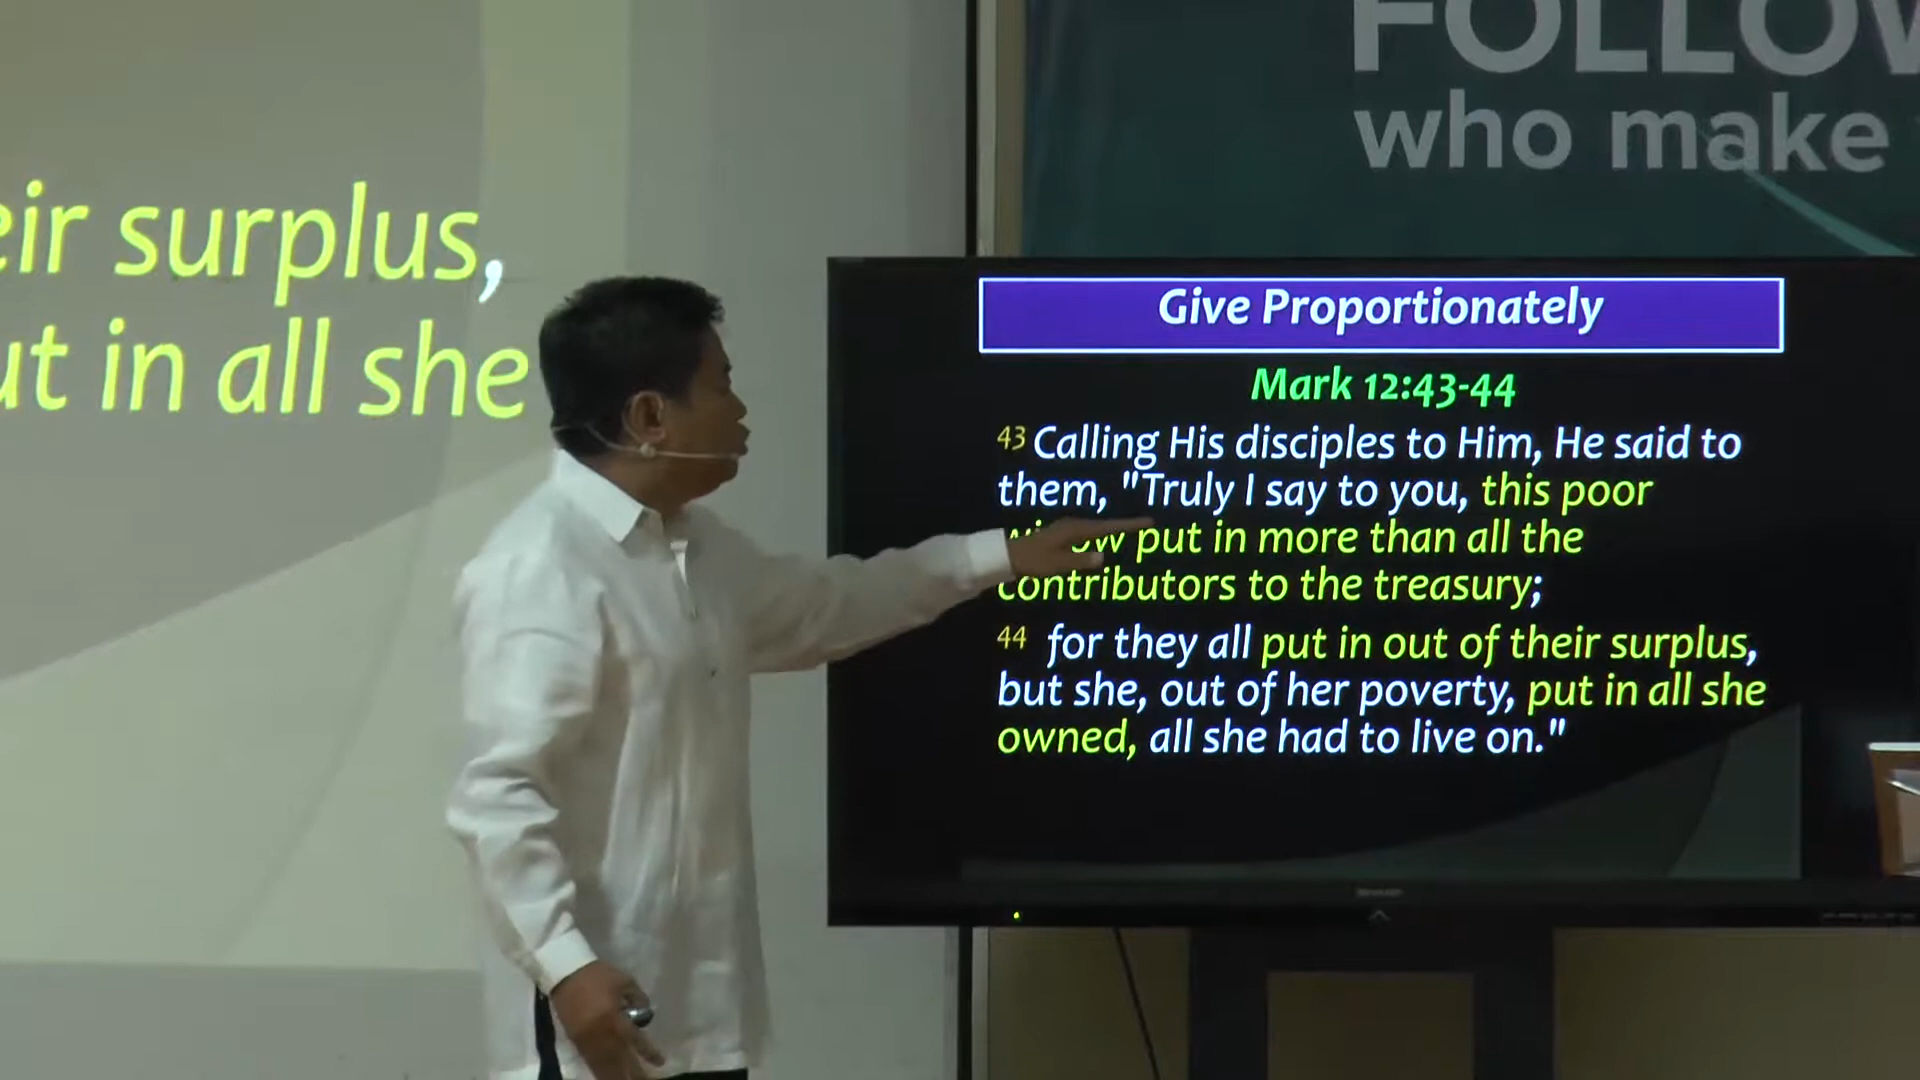 FOLLOW
who make
eir surplus,
ut in all she
Give Proportionately
Mark 12:43-44
43 Calling His disciples to Him, He said to
them, "Truly I say to you, this poor
put in more than all the
contributors to the treasury;
44 for they all put in out of their surplus,
but she, out of her poverty, put in all she
owned, all she had to live on."